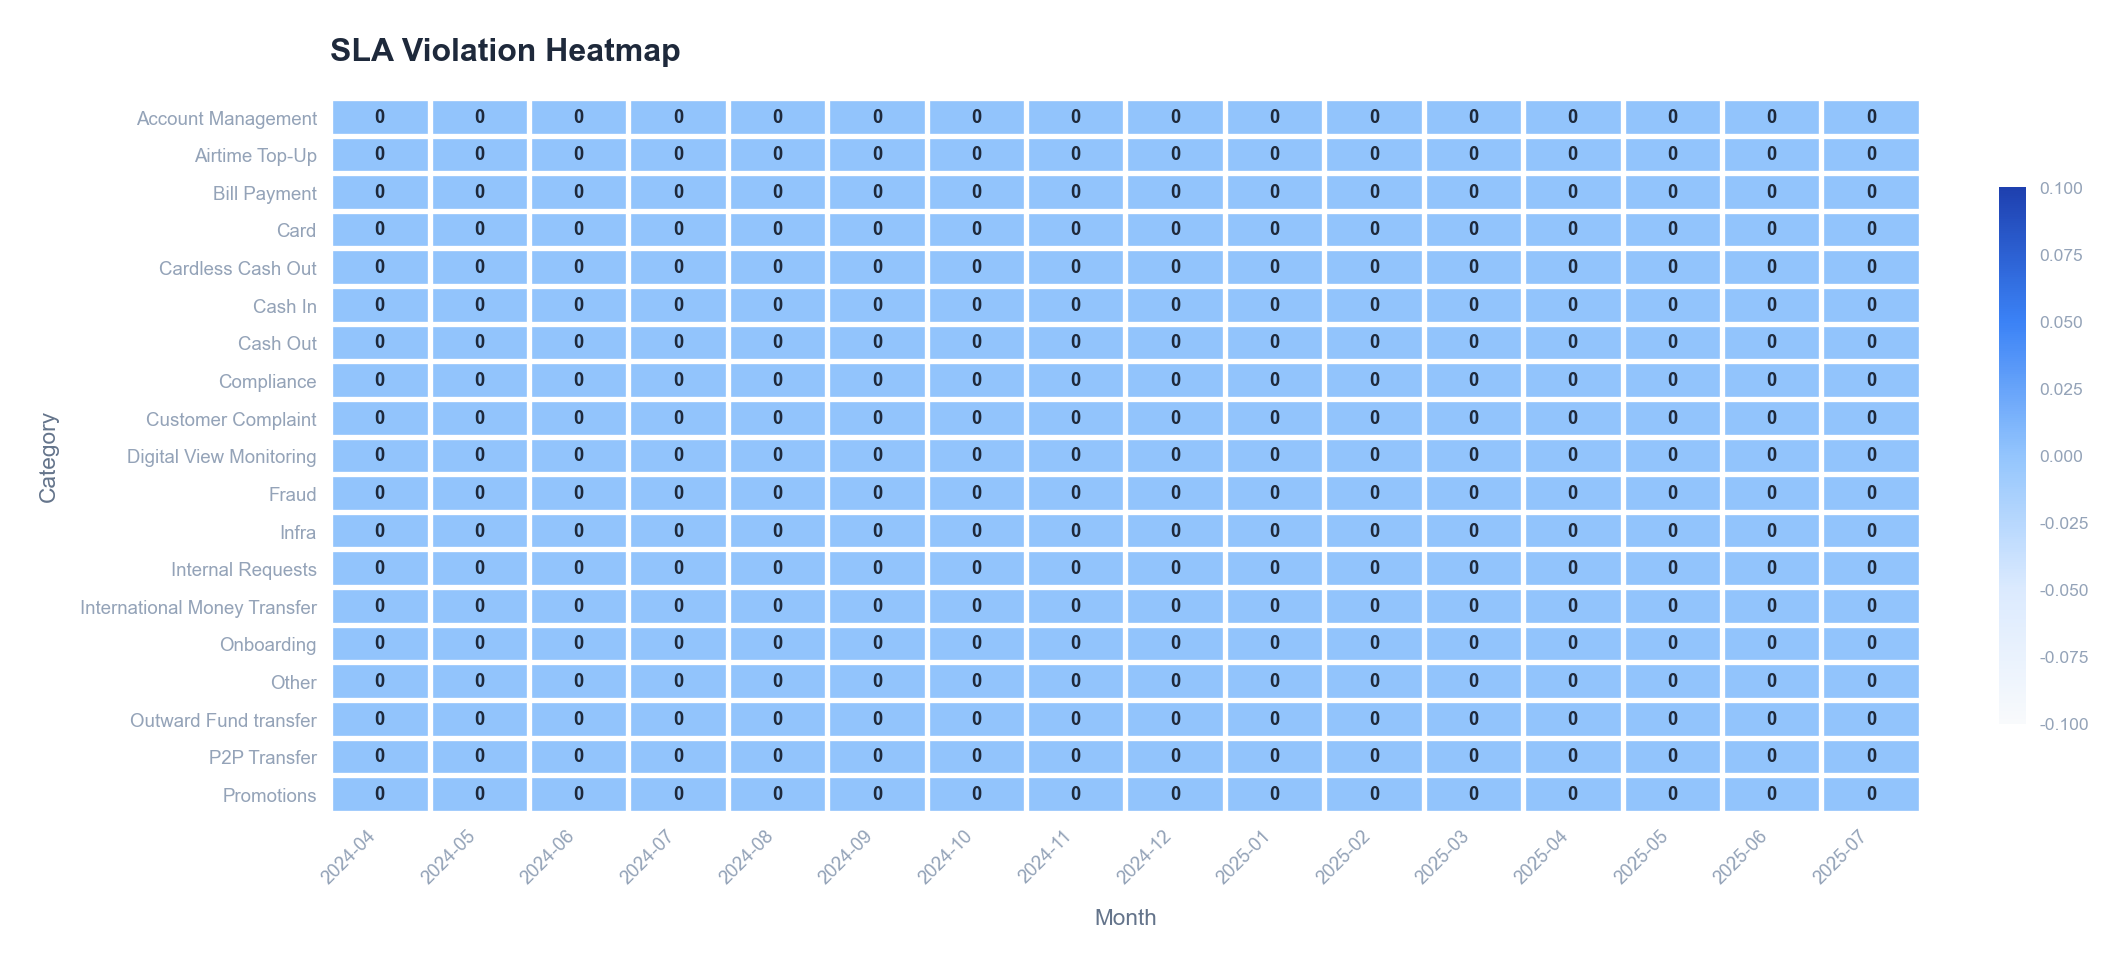 SLA Violation Heatmap
Account Management 0 0 0 0 0 0 0 0 0 0 0 0 0 0 0 0
Airtime Top-Up 0 0 0 0 0 0 0 0 0 0 0 0 0 0 0 0
Bill Payment 0 0 0 0 0 0 0 0 0 0 0 0 0 0 0 0
Card 0 0 0 0 0 0 0 0 0 0 0 0 0 0 0 0
Cardless Cash Out 0 0 0 0 0 0 0 0 0 0 0 0 0 0 0 0
Cash In 0 0 0 0 0 0 0 0 0 0 0 0 0 0 0 0
Cash Out 0 0 0 0 0 0 0 0 0 0 0 0 0 0 0 0
Compliance 0 0 0 0 0 0 0 0 0 0 0 0 0 0 0 0
Customer Complaint 0 0 0 0 0 0 0 0 0 0 0 0 0 0 0 0
Digital View Monitoring 0 0 0 0 0 0 0 0 0 0 0 0 0 0 0 0
Fraud 0 0 0 0 0 0 0 0 0 0 0 0 0 0 0 0
Infra 0 0 0 0 0 0 0 0 0 0 0 0 0 0 0 0
Internal Requests 0 0 0 0 0 0 0 0 0 0 0 0 0 0 0 0
International Money Transfer 0 0 0 0 0 0 0 0 0 0 0 0 0 0 0 0
Onboarding 0 0 0 0 0 0 0 0 0 0 0 0 0 0 0 0
Other 0 0 0 0 0 0 0 0 0 0 0 0 0 0 0 0
Outward Fund transfer 0 0 0 0 0 0 0 0 0 0 0 0 0 0 0 0
P2P Transfer 0 0 0 0 0 0 0 0 0 0 0 0 0 0 0 0
Promotions 0 0 0 0 0 0 0 0 0 0 0 0 0 0 0 0
2024-04 2024-05 2024-06 2024-07 2024-08 2024-09 2024-10 2024-11 2024-12 2025-01 2025-02 2025-03 2025-04 2025-05 2025-06 2025-07
Month
Category
0.100
0.075
0.050
0.025
0.000
-0.025
-0.050
-0.075
-0.100